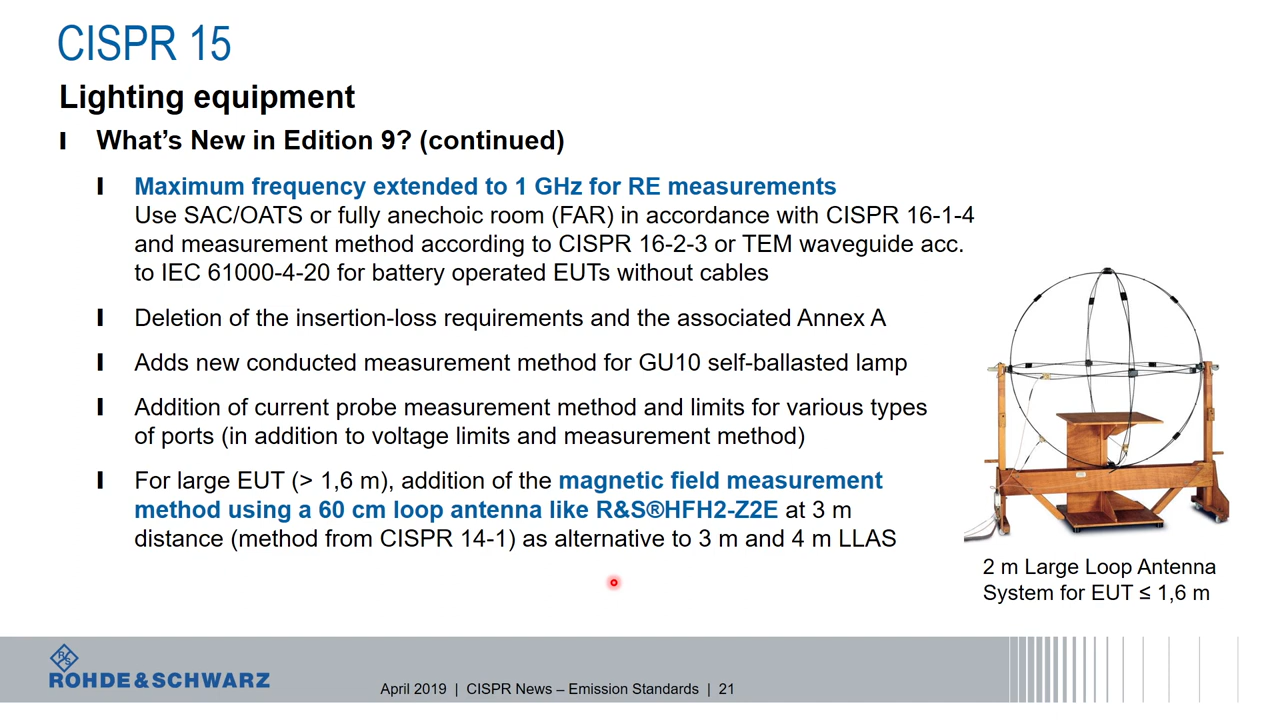 CISPR 15
Lighting equipment
What’s New in Edition 9? (continued)
Maximum frequency extended to 1 GHz for RE measurements
Use SAC/OATS or fully anechoic room (FAR) in accordance with CISPR 16-1-4
and measurement method according to CISPR 16-2-3 or TEM waveguide acc.
to IEC 61000-4-20 for battery operated EUTs without cables
Deletion of the insertion-loss requirements and the associated Annex A
Adds new conducted measurement method for GU10 self-ballasted lamp
Addition of current probe measurement method and limits for various types
of ports (in addition to voltage limits and measurement method)
For large EUT (> 1,6 m), addition of the magnetic field measurement
method using a 60 cm loop antenna like R&S®HFH2-Z2E at 3 m
distance (method from CISPR 14-1) as alternative to 3 m and 4 m LLAS
2 m Large Loop Antenna
System for EUT ≤ 1,6 m
R&S
ROHDE & SCHWARZ
April 2019 | CISPR News – Emission Standards | 21